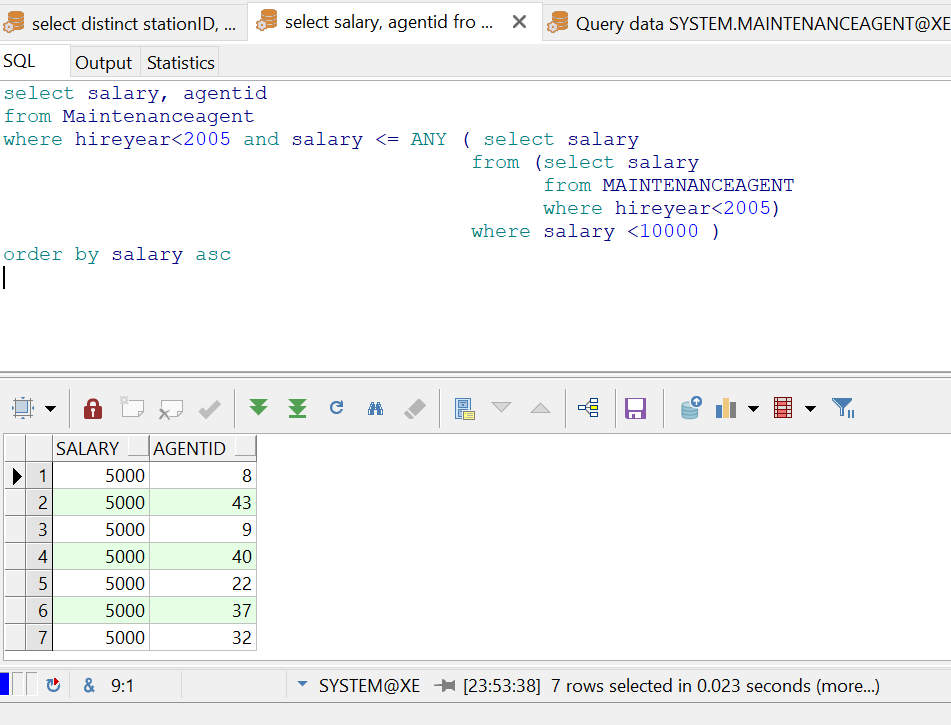 select distinct stationID, ...
select salary, agentid fro ...
Query data SYSTEM.MAINTENANCEAGENT@XE
SQL
Output
Statistics
select salary, agentid
from Maintenanceagent
where hireyear<2005 and salary <= ANY ( select salary
from (select salary
from MAINTENANCEAGENT
where hireyear<2005)
where salary <10000 )
order by salary asc
SALARY AGENTID
1 5000 8
2 5000 43
3 5000 9
4 5000 40
5 5000 22
6 5000 37
7 5000 32
& 9:1 SYSTEM@XE [23:53:38] 7 rows selected in 0.023 seconds (more...)